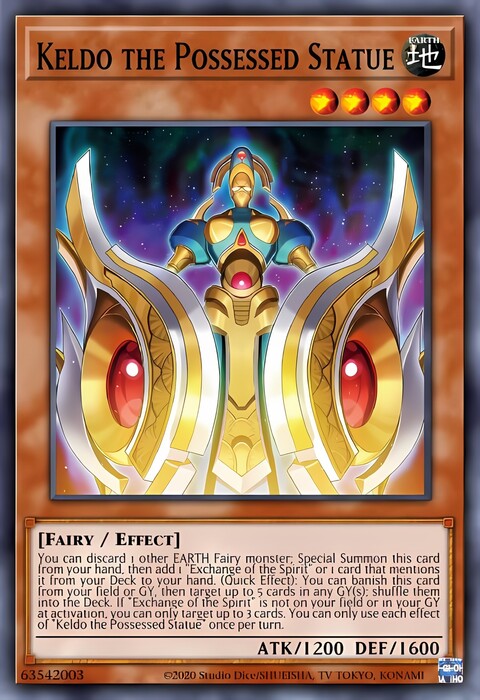 KELDO THE POSSESSED STATUE
EARTH
地
[FAIRY / EFFECT]
You can discard 1 other EARTH Fairy monster; Special Summon this card
from your hand, then add 1 "Exchange of the Spirit" or 1 card that mentions
it from your Deck to your hand. (Quick Effect): You can banish this card
from your field or GY, then target up to 5 cards in any GY(s); shuffle them
into the Deck. If "Exchange of the Spirit" is not on your field or in your GY
at activation, you can only target up to 3 cards. You can only use each effect
of "Keldo the Possessed Statue" once per turn.
ATK/1200 DEF/1600
63542003
©2020 Studio Dice/SHUEISHA, TV TOKYO, KONAMI